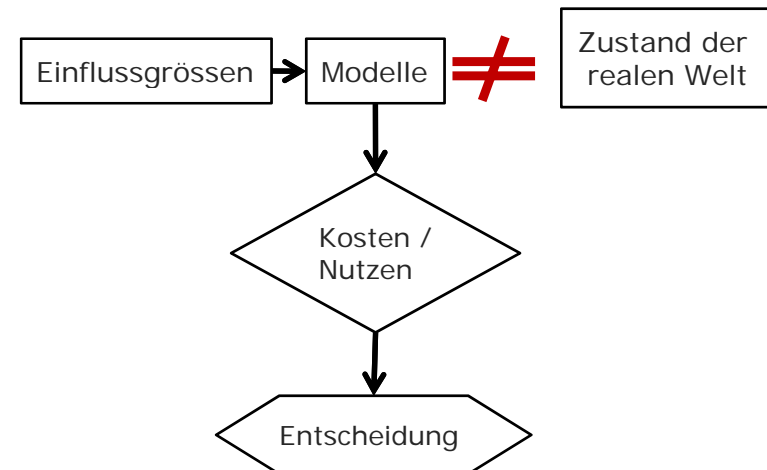 Einflussgrössen
Modelle
≠
Zustand der
realen Welt
Kosten /
Nutzen
Entscheidung